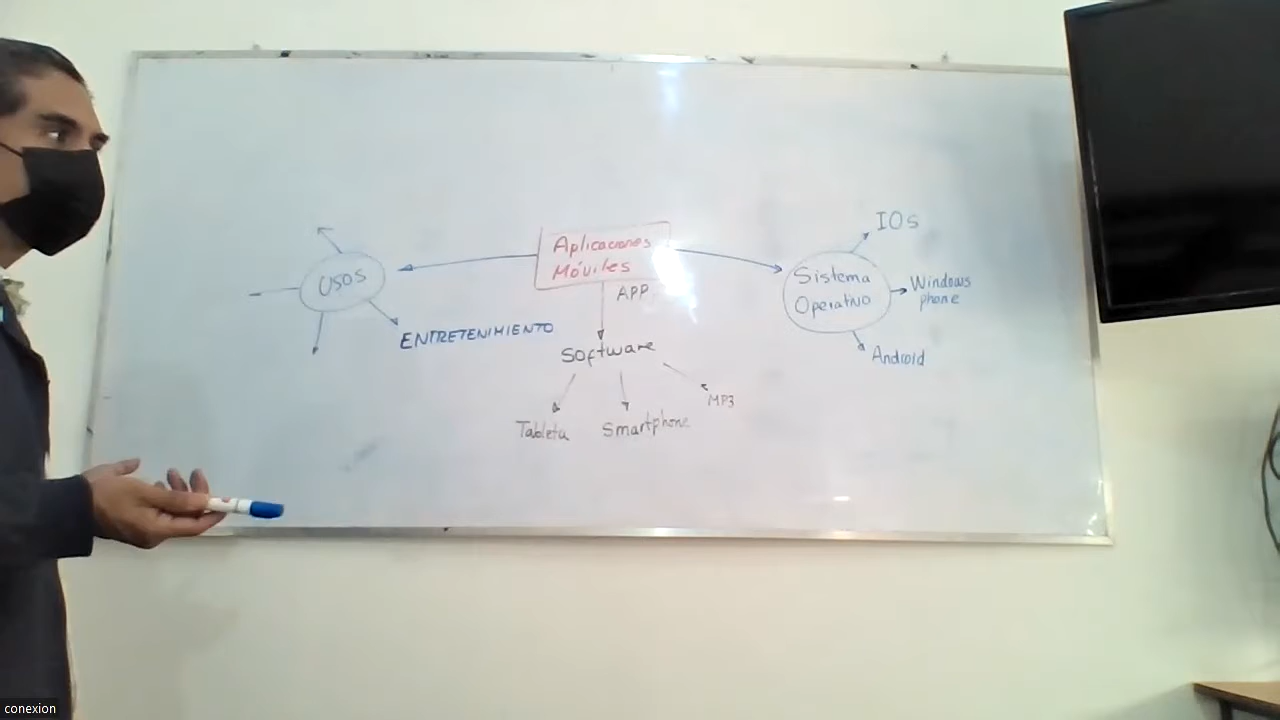 Aplicaciones
Móviles
APP
USOS
ENTRETENIMIENTO
Software
Tableta
Smartphone
MP3
Sistema
Operativo
IOS
Windows
phone
Android
conexion